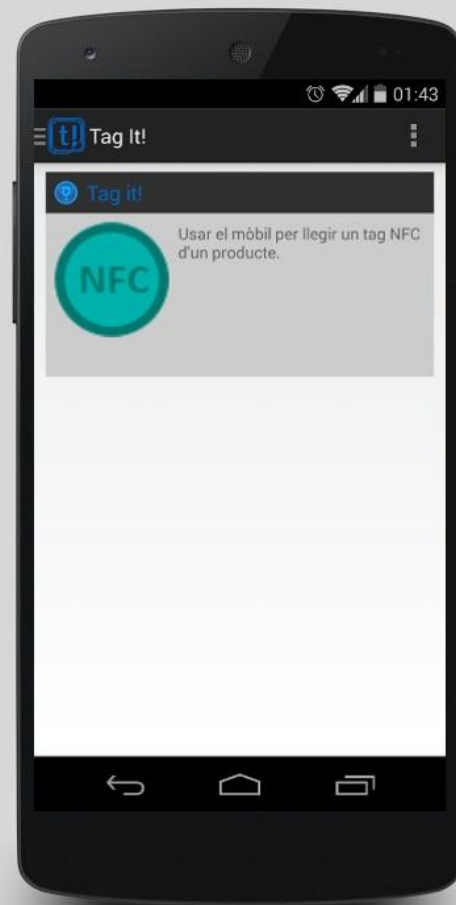 01:43
t! Tag It!
Tag it!
NFC
Usar el mòbil per llegir un tag NFC
d'un producte.